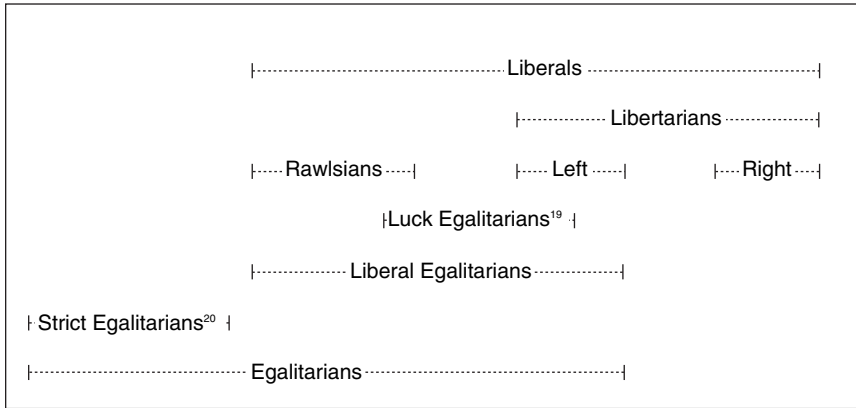 Liberals
Libertarians
Rawlsians Left Right
Luck Egalitarians¹⁹
Liberal Egalitarians
Strict Egalitarians²⁰
Egalitarians